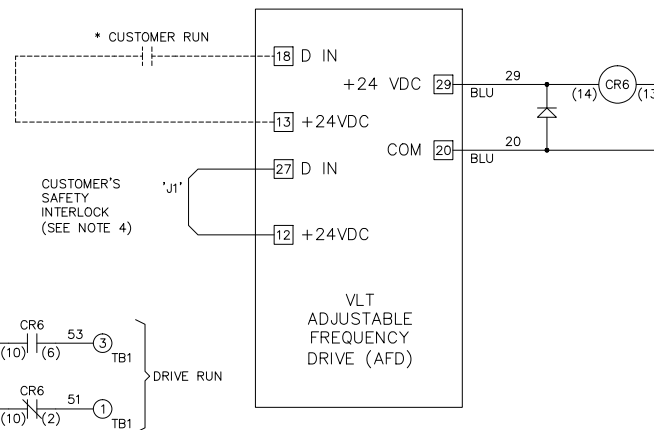 * CUSTOMER RUN
18 D IN
+24 VDC 29
29
BLU
CR6
(14)
(13
13 +24VDC
COM 20
20
BLU
27 D IN
'J1'
CUSTOMER'S
SAFETY
INTERLOCK
(SEE NOTE 4)
12 +24VDC
VLT
ADJUSTABLE
FREQUENCY
DRIVE (AFD)
CR6
53
3
(10)
(6)
TB1
DRIVE RUN
CR6
51
1
(10)
(2)
TB1